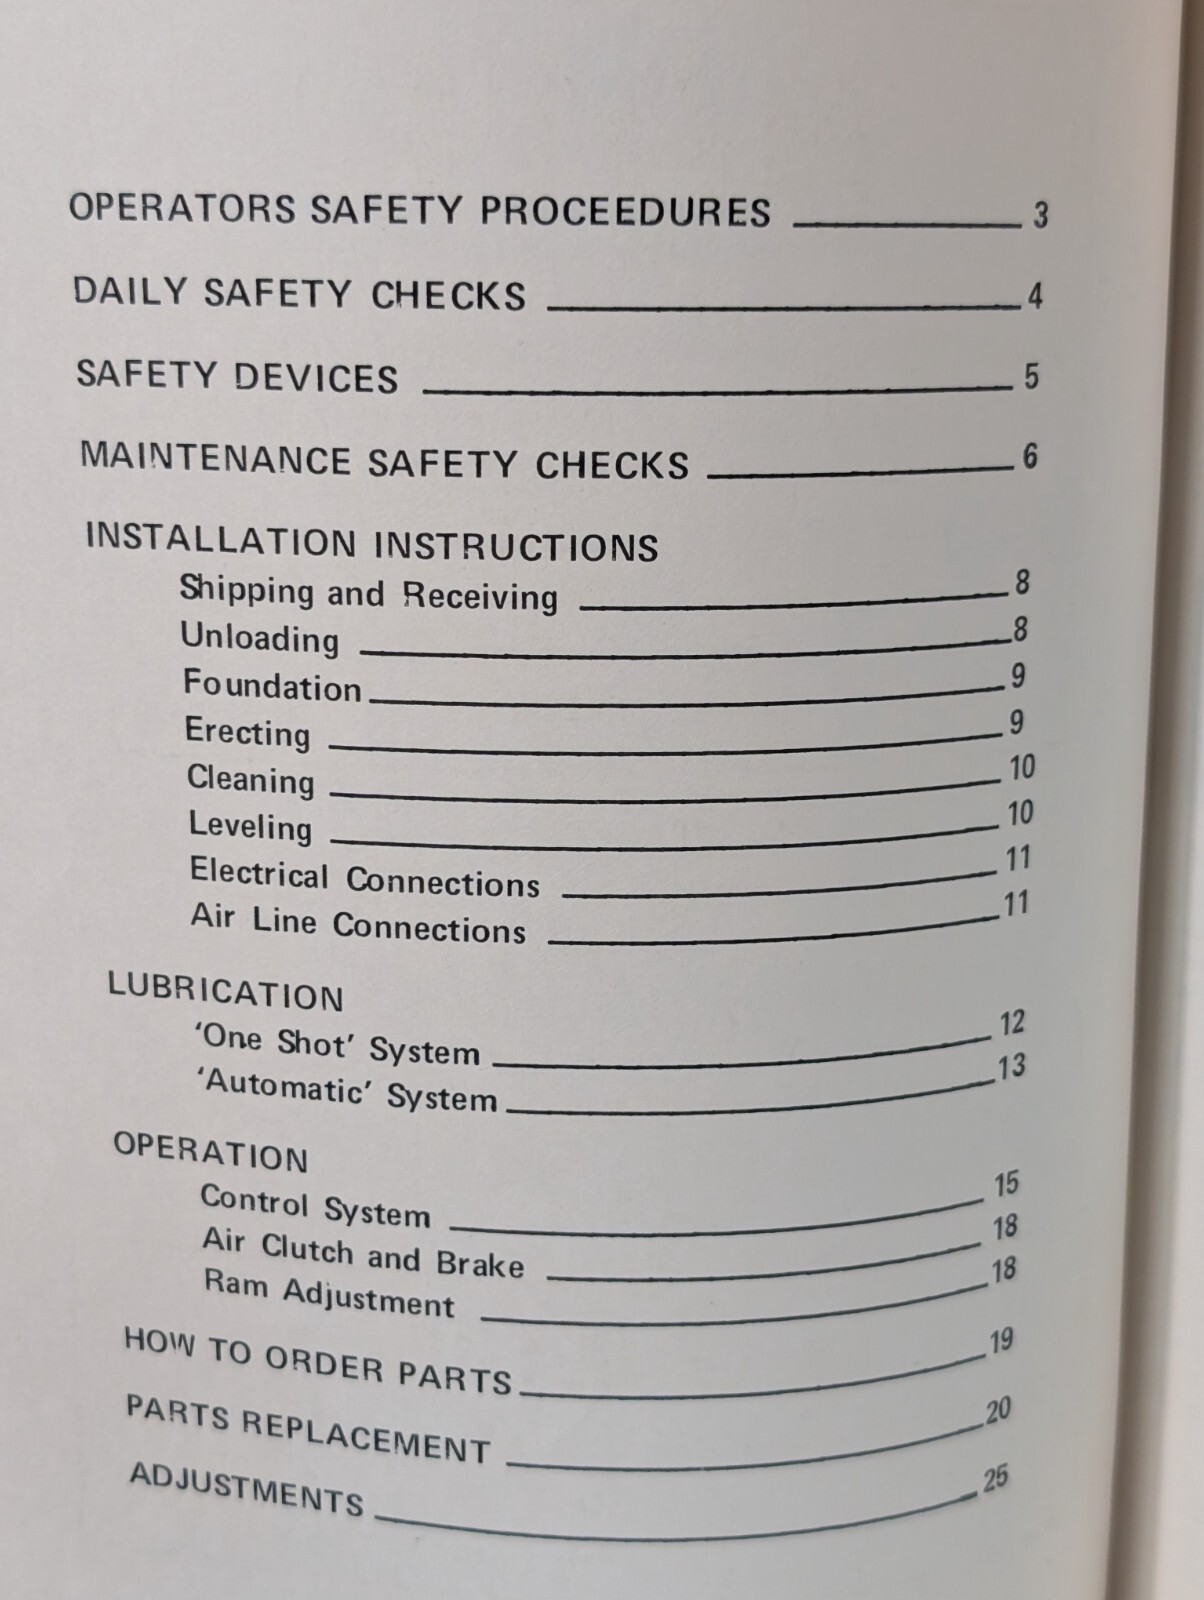 OPERATORS SAFETY PROCEEDURES 3
DAILY SAFETY CHECKS 4
SAFETY DEVICES 5
MAINTENANCE SAFETY CHECKS 6
INSTALLATION INSTRUCTIONS
Shipping and Receiving 8
Unloading 8
Foundation 9
Erecting 9
Cleaning 10
Leveling 10
Electrical Connections 11
Air Line Connections 11
LUBRICATION
‘One Shot’ System 12
‘Automatic’ System 13
OPERATION
Control System 15
Air Clutch and Brake 18
Ram Adjustment 18
HOW TO ORDER PARTS 19
PARTS REPLACEMENT 20
ADJUSTMENTS 25